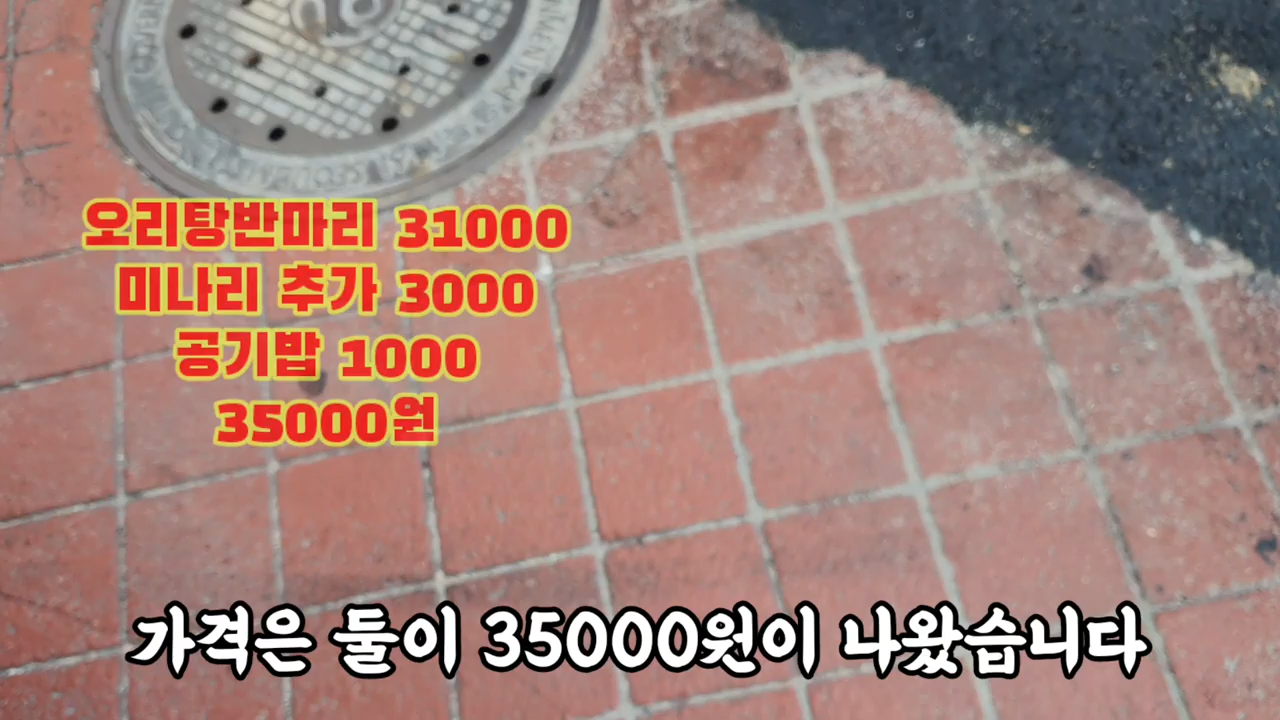 오리탕반마리 31000
미나리 추가 3000
공기밥 1000
35000원
가격은 둘이 35000원이 나왔습니다